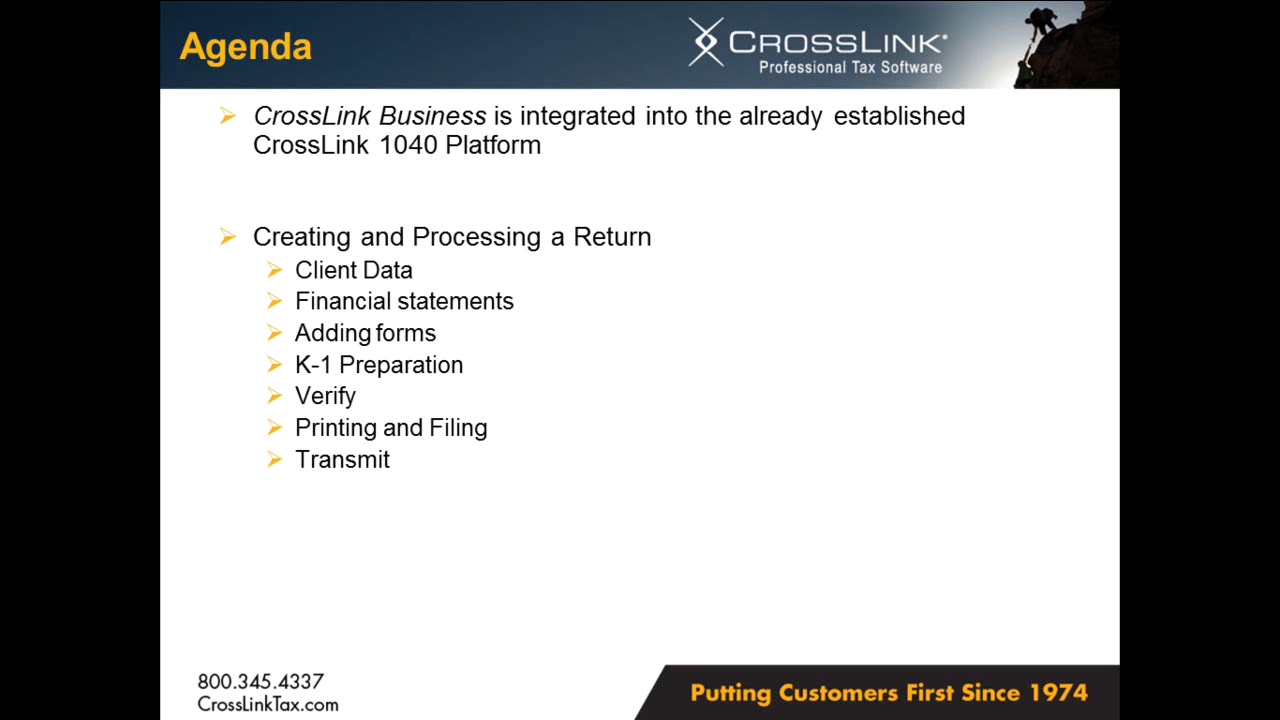 Agenda
CROSSLINK®
Professional Tax Software
CrossLink Business is integrated into the already established
CrossLink 1040 Platform
Creating and Processing a Return
Client Data
Financial statements
Adding forms
K-1 Preparation
Verify
Printing and Filing
Transmit
800.345.4337
CrossLinkTax.com
Putting Customers First Since 1974